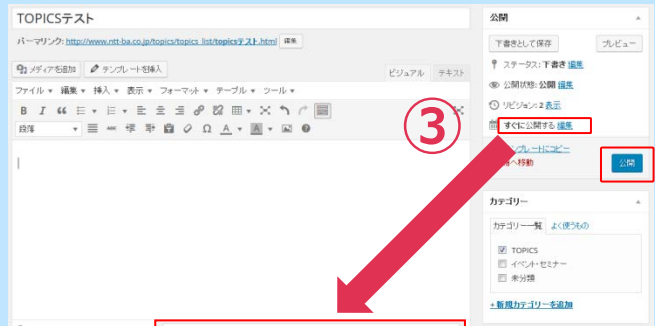 TOPICSテスト
パーマリンク: http://www.ntt-ba.co.jp/topics/topics_list/topicsテスト.html 編集
メディアを追加 テンプレートを挿入
ビジュアル テキスト
ファイル 編集 挿入 表示 フォーマット テーブル ツール
B I
段落
Ω A A
③
公開
下書きとして保存 プレビュー
ステータス: 下書き 編集
公開状態: 公開 編集
リビジョン: 2 表示
すぐに公開する 編集
ンプレートにコピー
へ移動
公開
カテゴリー
カテゴリー一覧 よく使うもの
TOPICS
イベント・セミナー
未分類
+ 新規カテゴリーを追加